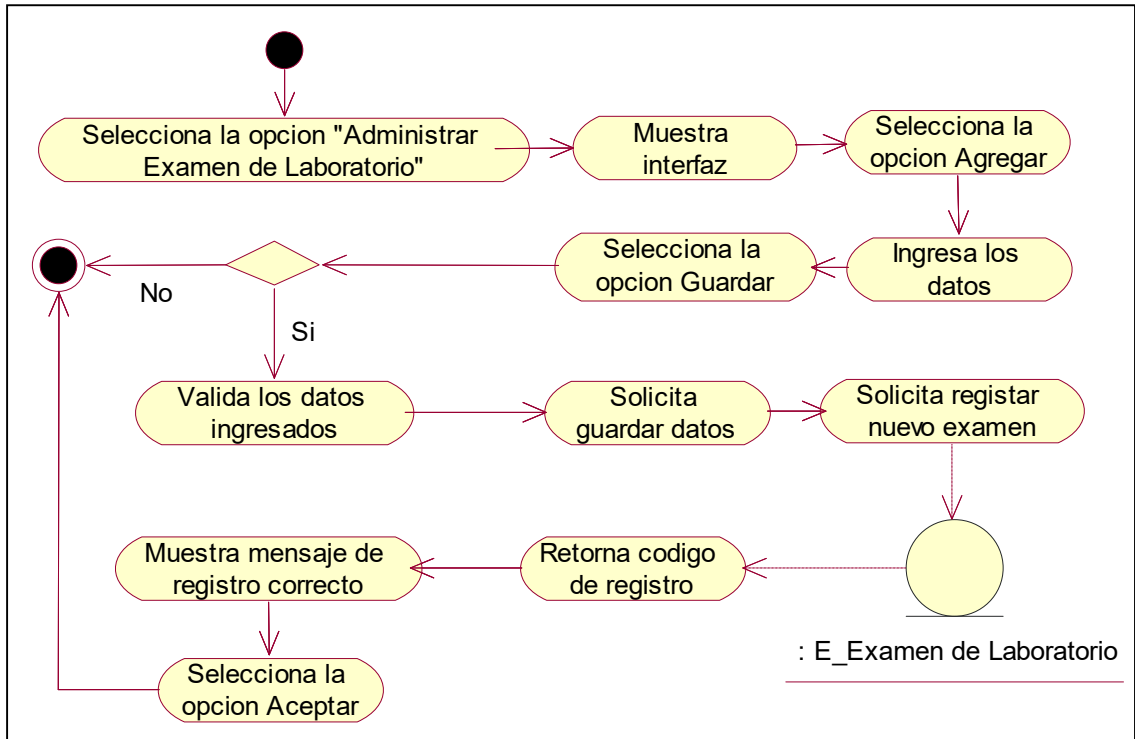 Selecciona la opcion "Administrar
Examen de Laboratorio"
Muestra
interfaz
Selecciona la
opcion Agregar
Ingresa los
datos
Selecciona la
opcion Guardar
No
Si
Valida los datos
ingresados
Solicita
guardar datos
Solicita registar
nuevo examen
: E_Examen de Laboratorio
Retorna codigo
de registro
Muestra mensaje de
registro correcto
Selecciona la
opcion Aceptar